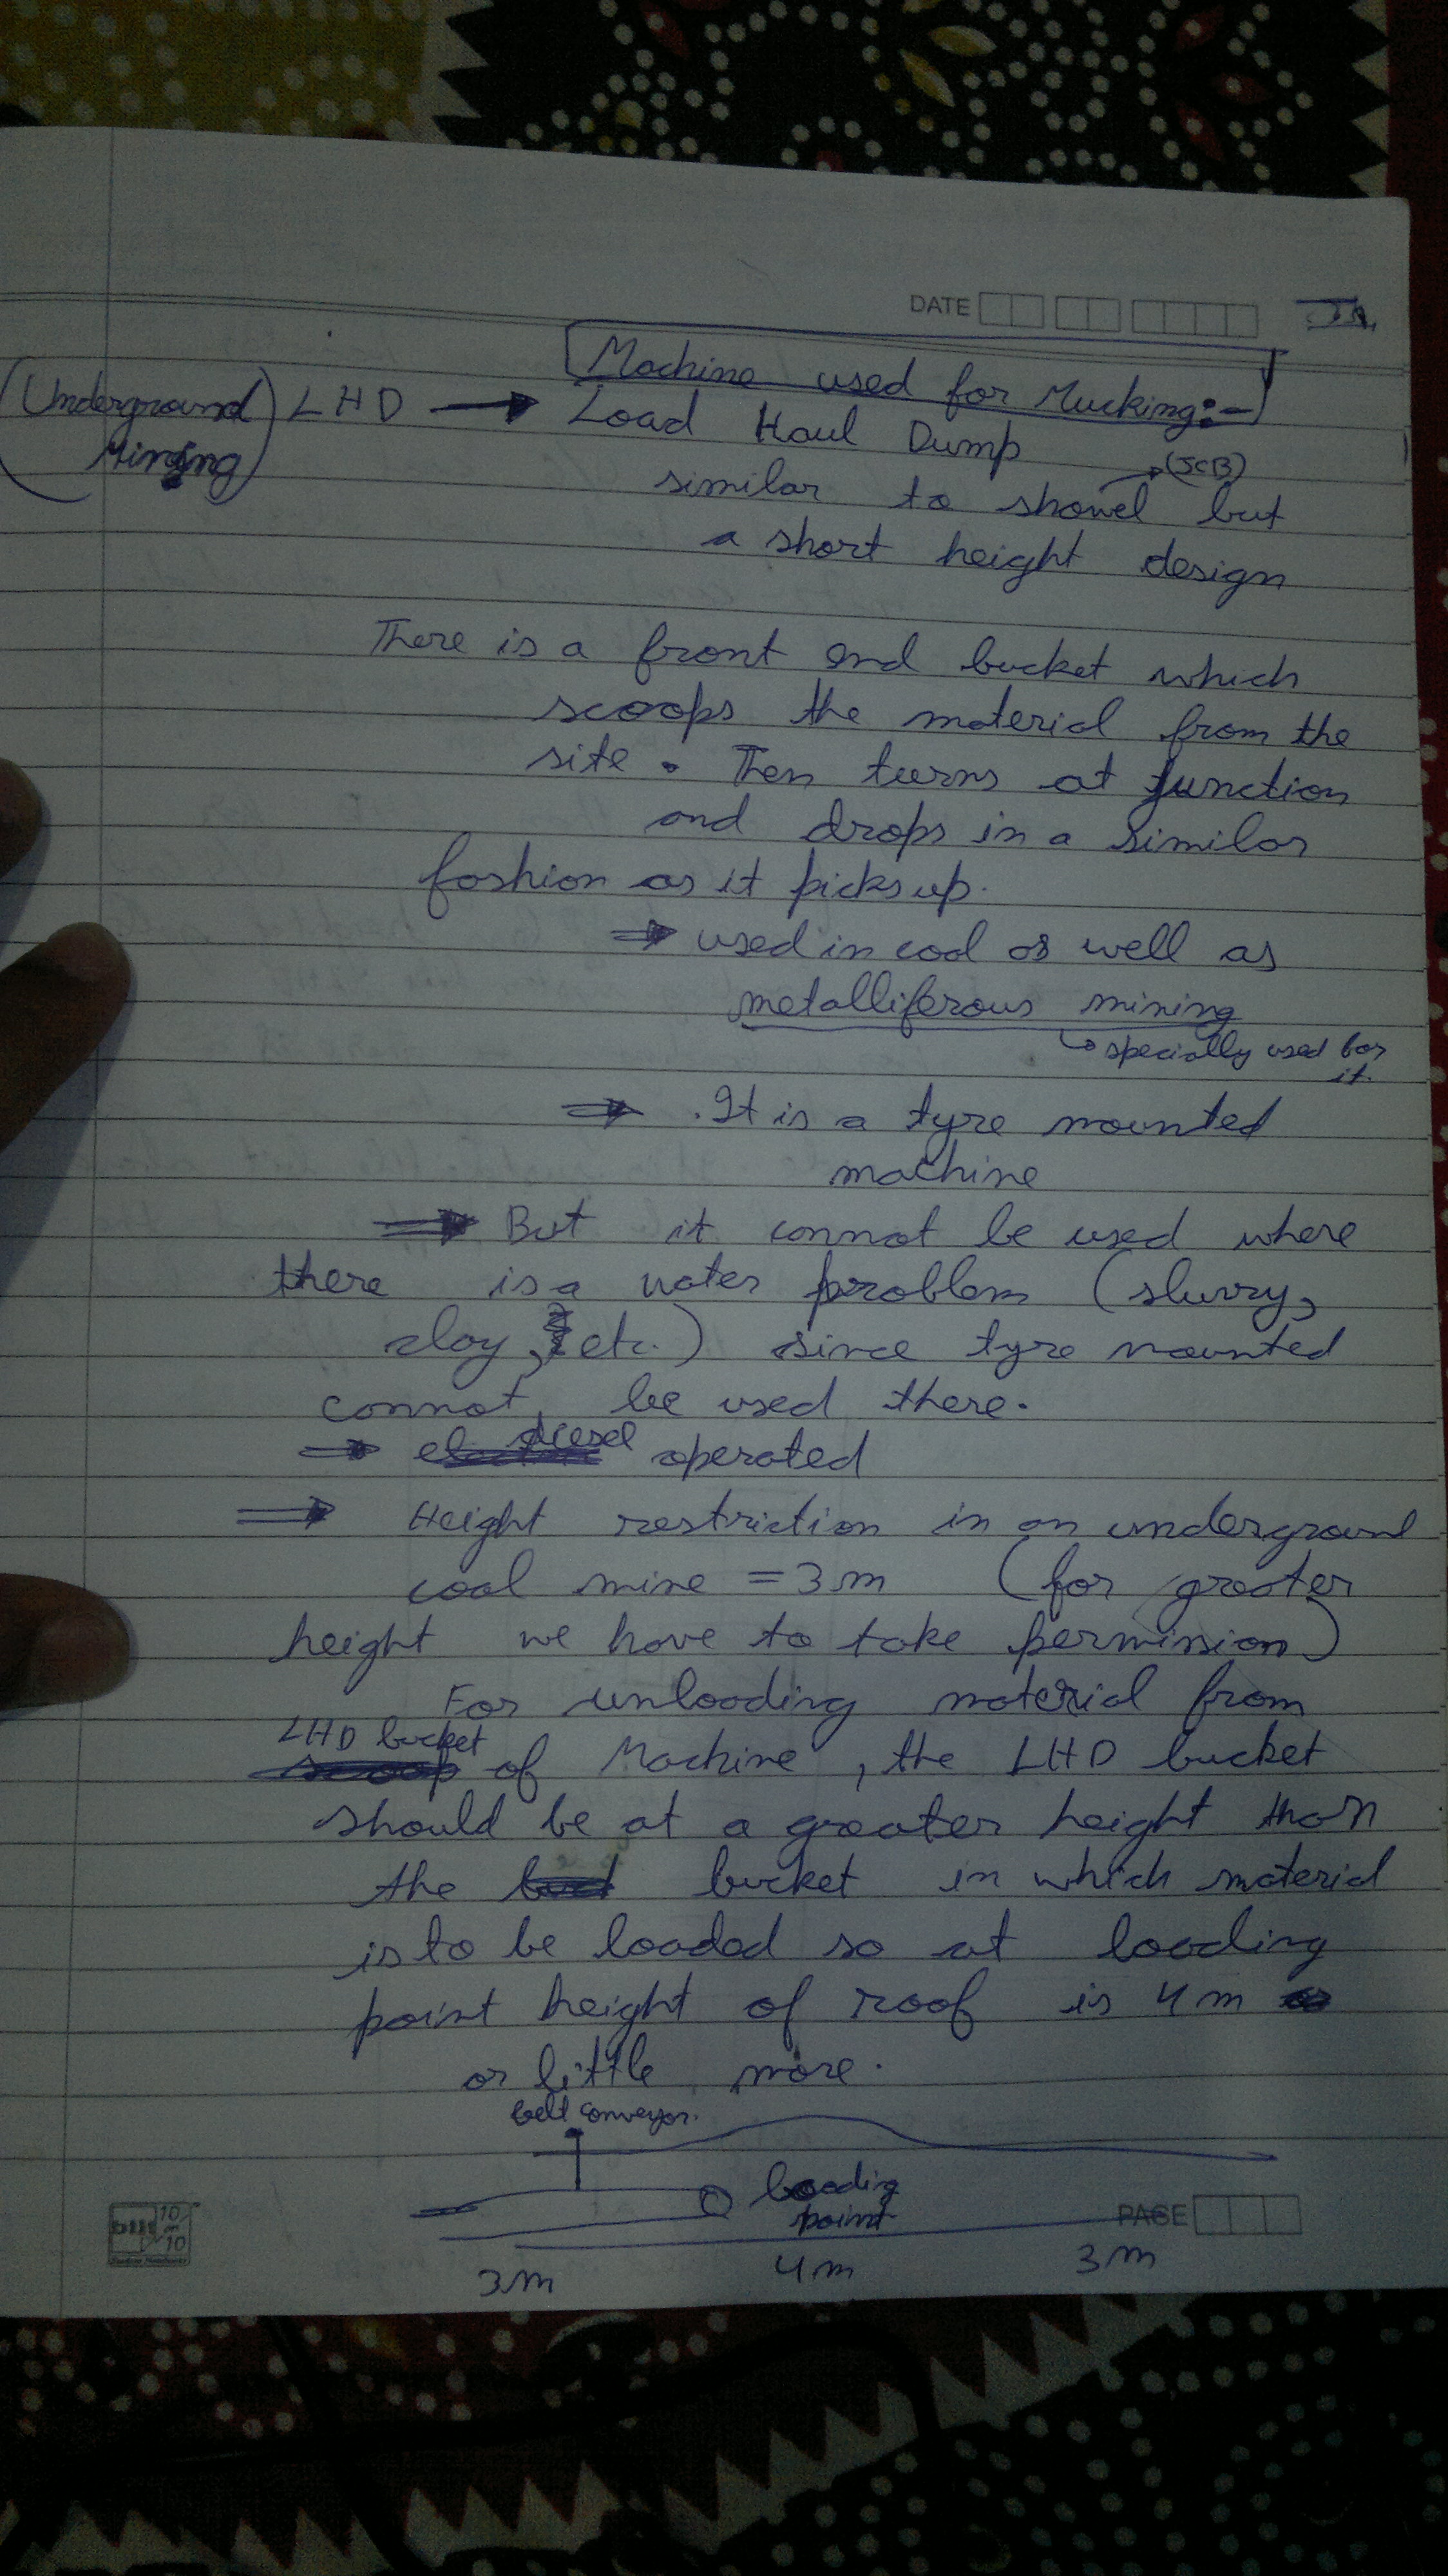 DATE
Machine used for Mucking:-
(Underground Mining) LHD → Load Haul Dump
similar to shovel → (JCB) but
a short height design
There is a front end bucket which
scoops the material from the
site. Then turns at junction
and drops in a similar
fashion as it picks up.
⇒ used in coal as well as
metalliferous mining
↳ specially used for
it.
⇒ It is a tyre mounted
machine
⇒ But it cannot be used where
there is a water problem (slurry,
clay, etc.) since tyre mounted
cannot be used there.
⇒ diesel operated
⇒ Height restriction in an underground
coal mine = 3m (for greater
height we have to take permission)
For unloading material from
LHD bucket of Machine, the LHD bucket
should be at a greater height than
the bucket in which material
is to be loaded so at loading
point height of roof is 4m
or little more.
belt conveyor.
loading
point
PAGE
3m 4m 3m
bilt 10 on 10